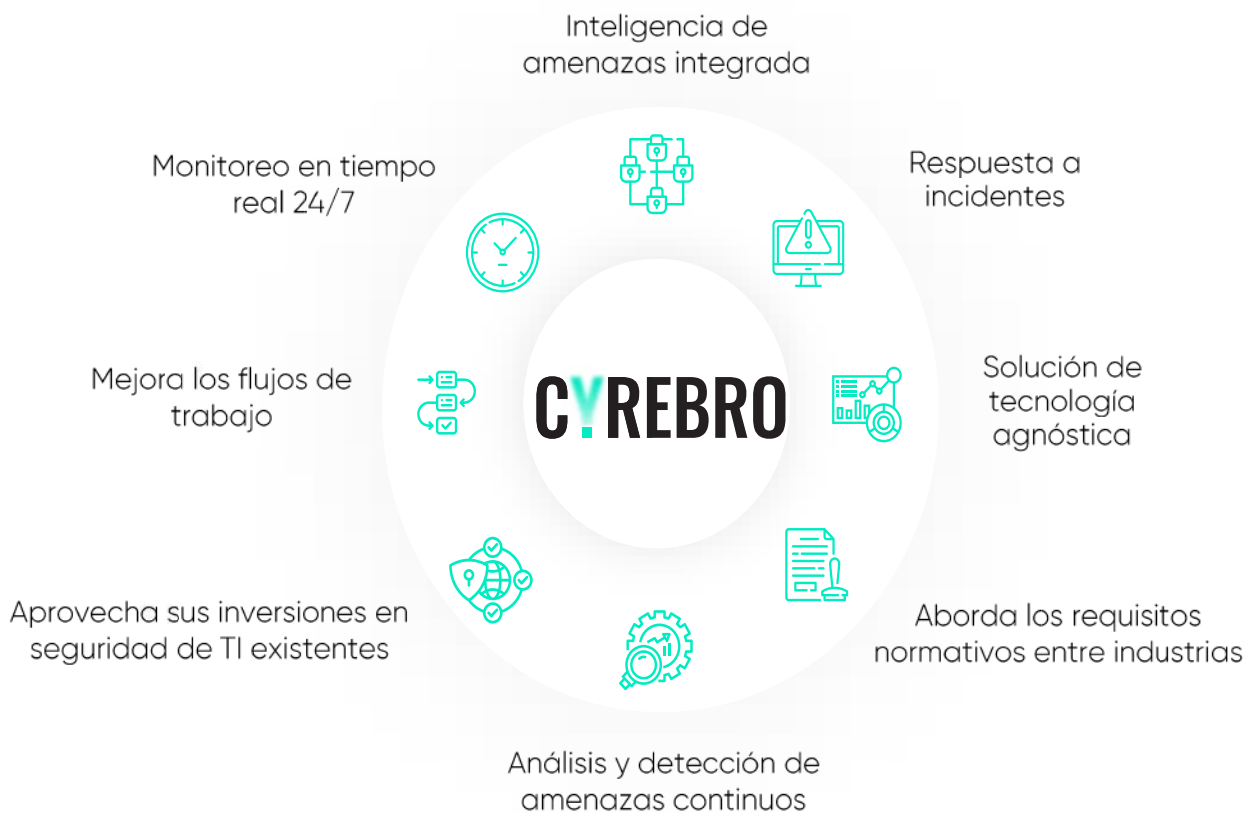 Inteligencia de
amenazas integrada
Monitoreo en tiempo
real 24/7
Respuesta a
incidentes
Mejora los flujos de
trabajo
CYREBRO
Solución de
tecnología
agnóstica
Aprovecha sus inversiones en
seguridad de TI existentes
Aborda los requisitos
normativos entre industrias
Análisis y detección de
amenazas continuos